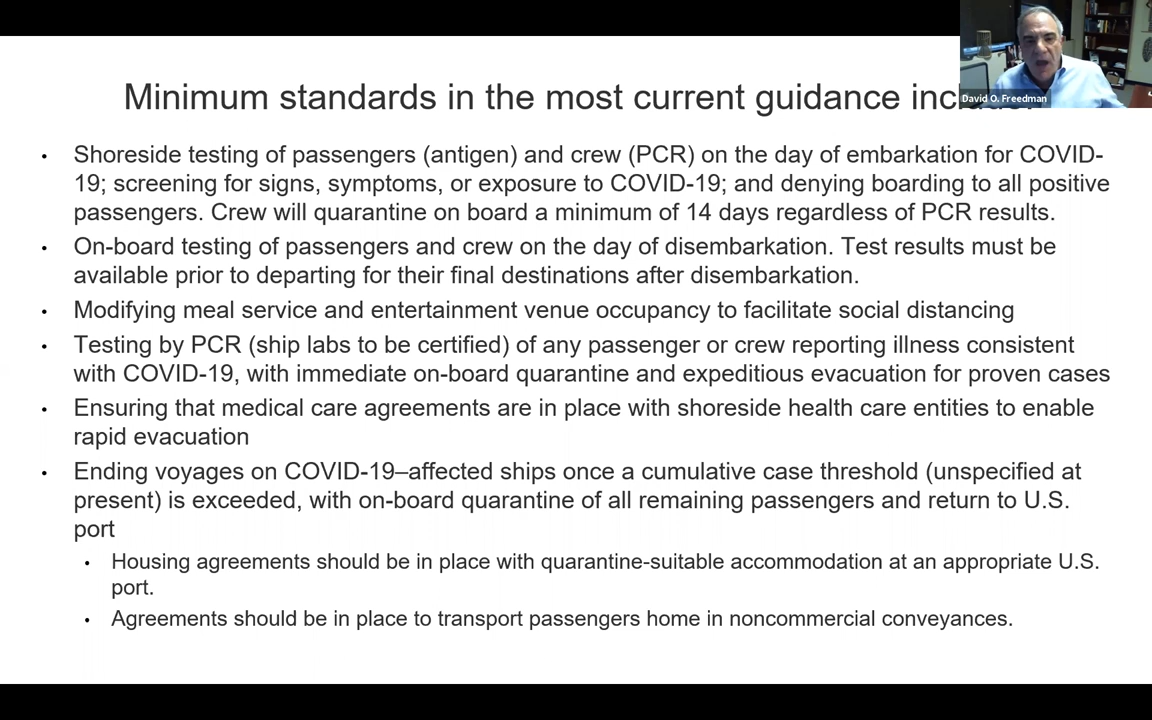 Minimum standards in the most current guidance
David O. Freedman
• Shoreside testing of passengers (antigen) and crew (PCR) on the day of embarkation for COVID-
19; screening for signs, symptoms, or exposure to COVID-19; and denying boarding to all positive
passengers. Crew will quarantine on board a minimum of 14 days regardless of PCR results.
• On-board testing of passengers and crew on the day of disembarkation. Test results must be
available prior to departing for their final destinations after disembarkation.
• Modifying meal service and entertainment venue occupancy to facilitate social distancing
• Testing by PCR (ship labs to be certified) of any passenger or crew reporting illness consistent
with COVID-19, with immediate on-board quarantine and expeditious evacuation for proven cases
• Ensuring that medical care agreements are in place with shoreside health care entities to enable
rapid evacuation
• Ending voyages on COVID-19–affected ships once a cumulative case threshold (unspecified at
present) is exceeded, with on-board quarantine of all remaining passengers and return to U.S.
port
• Housing agreements should be in place with quarantine-suitable accommodation at an appropriate U.S.
port.
• Agreements should be in place to transport passengers home in noncommercial conveyances.